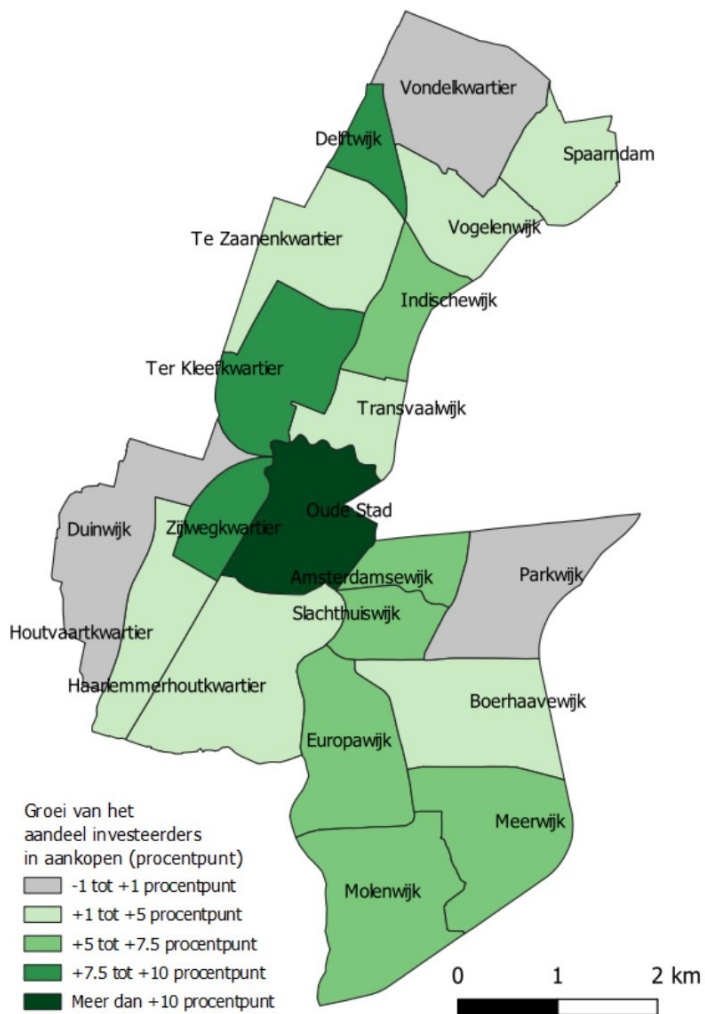 Vondelkwartier
Delftwijk
Spaarndam
Te Zaanenkwartier
Vogelenwijk
Indischewijk
Ter Kleefkwartier
Transvaalwijk
Oude Stad
Duinwijk
Zijlwegkwartier
Amsterdamsewijk
Parkwijk
Slachthuiswijk
Houtvaartkwartier
Haarlemmerhoutkwartier
Boerhaavewijk
Europawijk
Meerwijk
Molenwijk
Groei van het
aandeel investeerders
in aankopen (procentpunt)
-1 tot +1 procentpunt
+1 tot +5 procentpunt
+5 tot +7.5 procentpunt
+7.5 tot +10 procentpunt
Meer dan +10 procentpunt
0 1 2 km